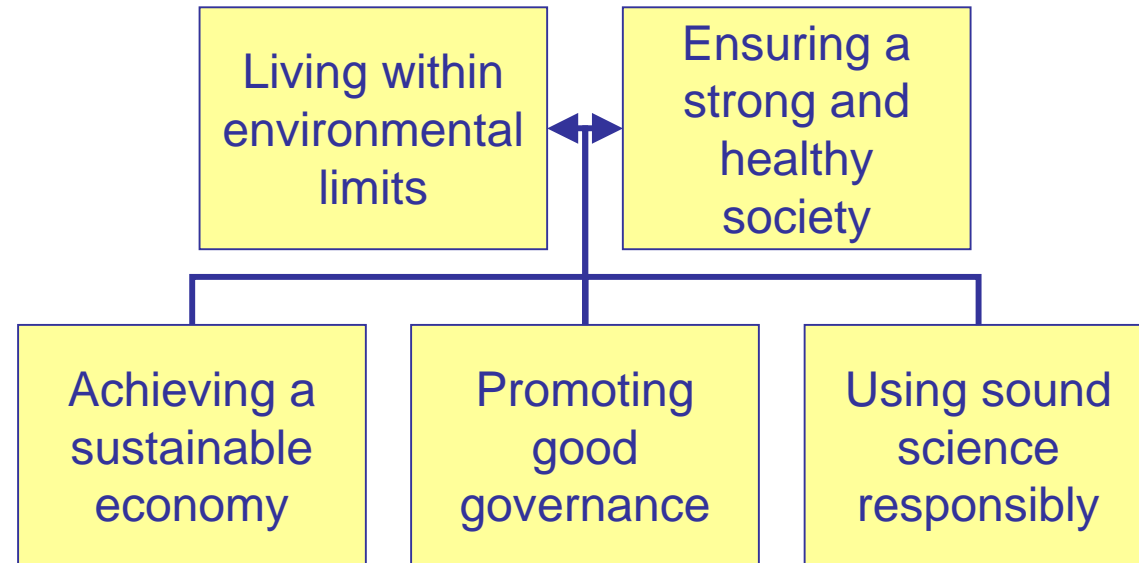 Living within
environmental
limits
Ensuring a
strong and
healthy
society
Achieving a
sustainable
economy
Promoting
good
governance
Using sound
science
responsibly